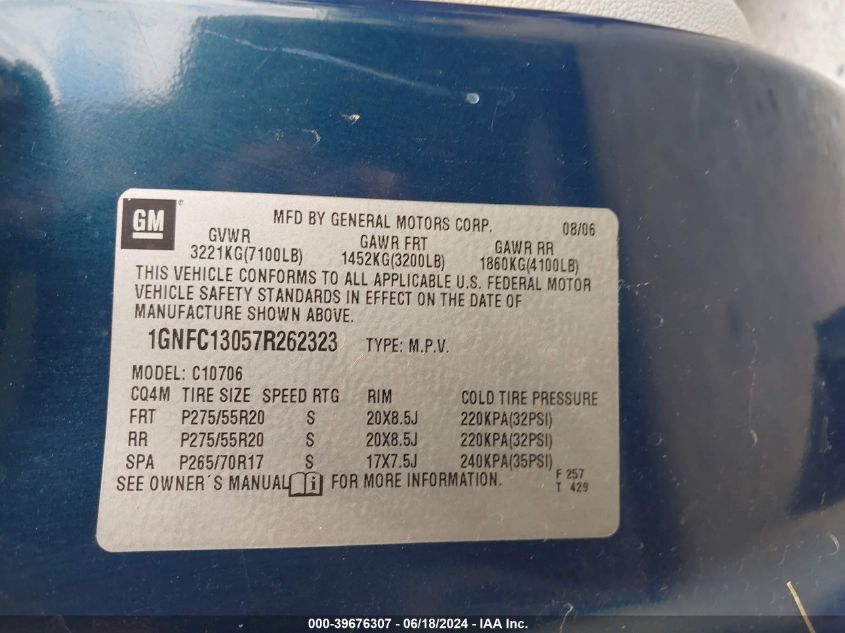 GM®
MFD BY GENERAL MOTORS CORP. 08/06
GVWR GAWR FRT GAWR RR
3221KG(7100LB) 1452KG(3200LB) 1860KG(4100LB)
THIS VEHICLE CONFORMS TO ALL APPLICABLE U.S. FEDERAL MOTOR
VEHICLE SAFETY STANDARDS IN EFFECT ON THE DATE OF
MANUFACTURE SHOWN ABOVE.
1GNFC13057R262323 TYPE: M.P.V.
MODEL: C10706
CQ4M TIRE SIZE SPEED RTG RIM COLD TIRE PRESSURE
FRT P275/55R20 S 20X8.5J 220KPA(32PSI)
RR P275/55R20 S 20X8.5J 220KPA(32PSI)
SPA P265/70R17 S 17X7.5J 240KPA(35PSI)
SEE OWNER´S MANUAL i FOR MORE INFORMATION.
F 257
T 429
000-39676307 - 06/18/2024 - IAA Inc.